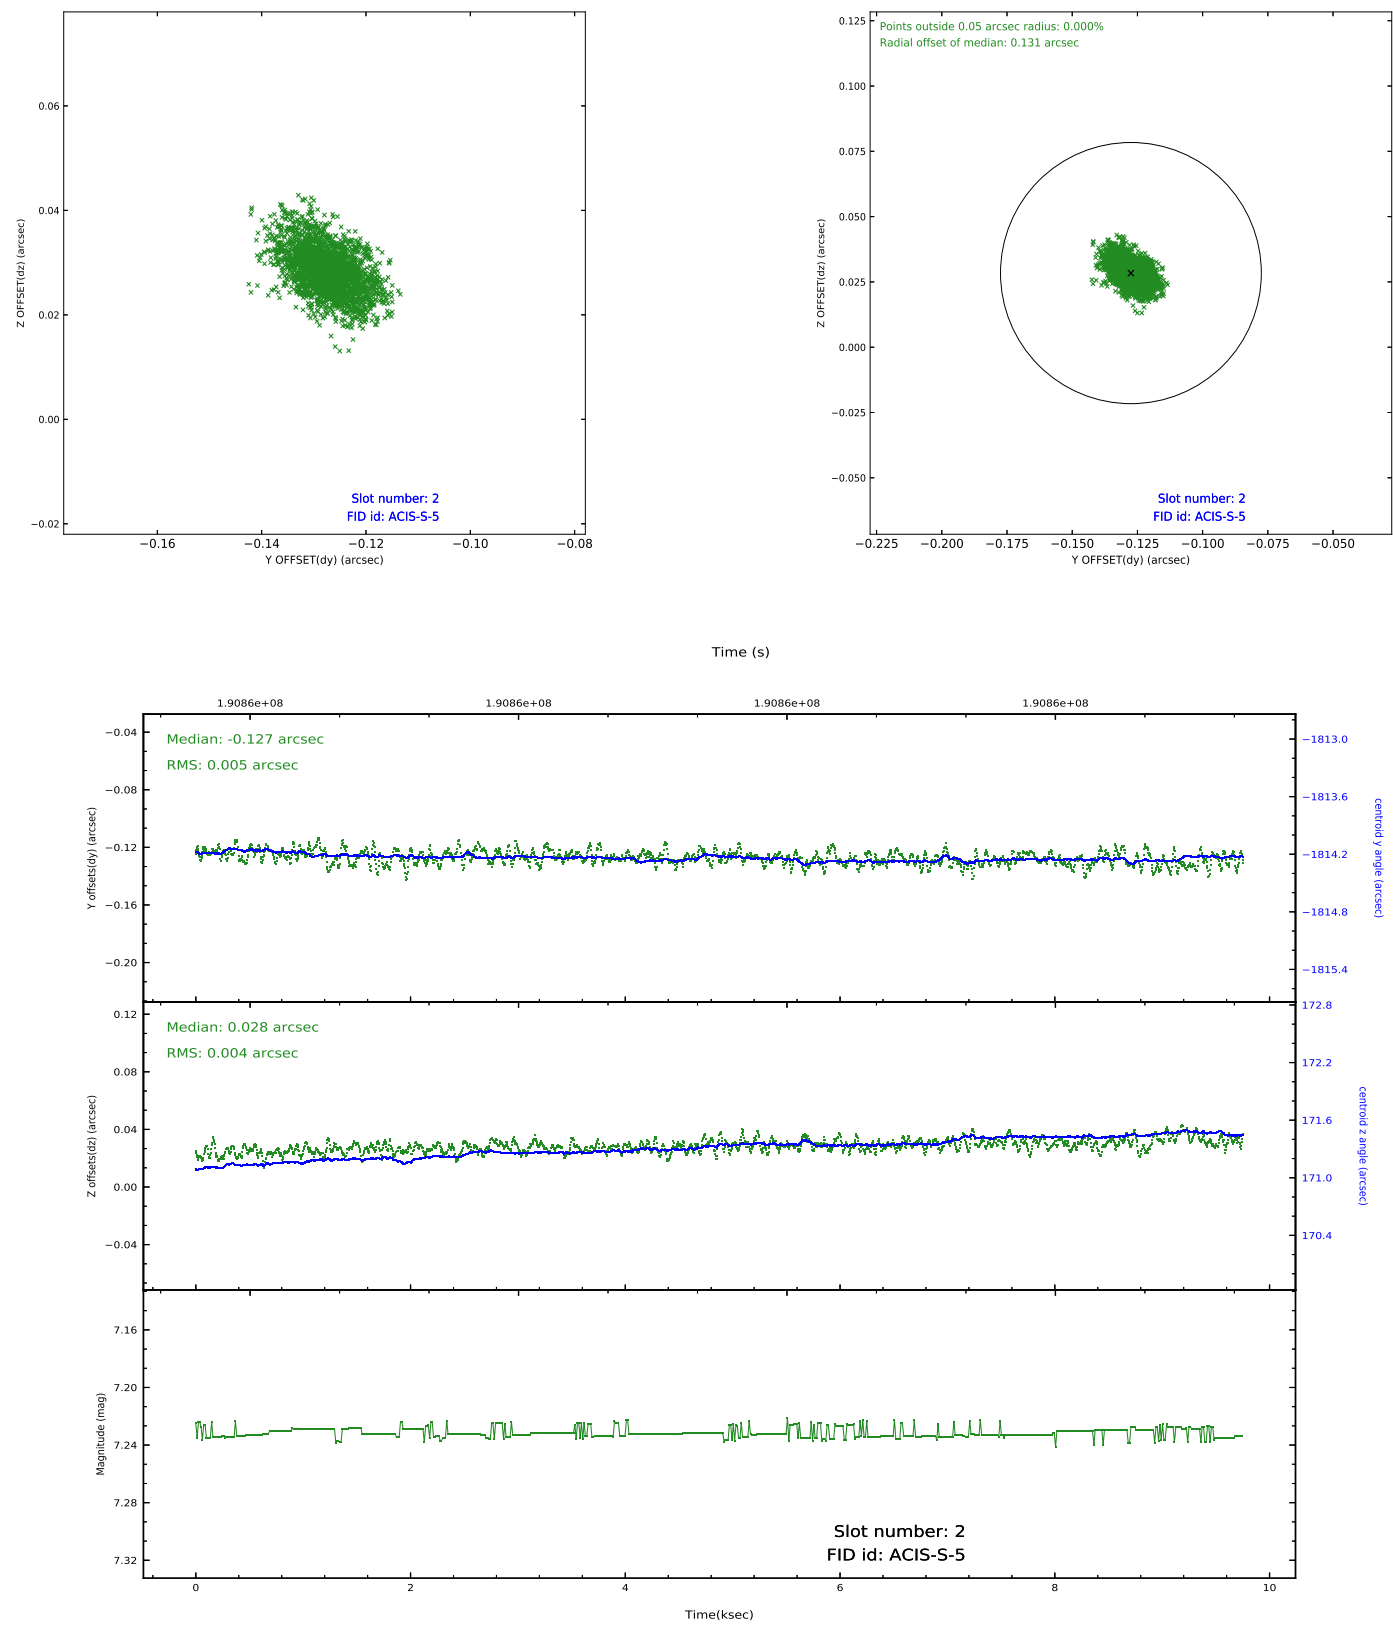 0.06
0.04
0.02
0.00
−0.02
Z OFFSET(dz) (arcsec)
Slot number: 2
FID id: ACIS-S-5
−0.16 −0.14 −0.12 −0.10 −0.08
Y OFFSET(dy) (arcsec)
Points outside 0.05 arcsec radius: 0.000%
Radial offset of median: 0.131 arcsec
0.125
0.100
0.075
0.050
0.025
0.000
−0.025
−0.050
Z OFFSET(dz) (arcsec)
Slot number: 2
FID id: ACIS-S-5
−0.225 −0.200 −0.175 −0.150 −0.125 −0.100 −0.075 −0.050
Y OFFSET(dy) (arcsec)
Time (s)
1.9086e+08 1.9086e+08 1.9086e+08 1.9086e+08
Median: -0.127 arcsec
RMS: 0.005 arcsec
−0.04
−0.08
−0.12
−0.16
−0.20
Y offsets(dy) (arcsec)
−1813.0
−1813.6
−1814.2
−1814.8
−1815.4
centroid y angle (arcsec)
Median: 0.028 arcsec
RMS: 0.004 arcsec
0.12
0.08
0.04
0.00
−0.04
Z offsets(dz) (arcsec)
172.8
172.2
171.6
171.0
170.4
centroid z angle (arcsec)
7.16
7.20
7.24
7.28
7.32
Magnitude (mag)
Slot number: 2
FID id: ACIS-S-5
0 2 4 6 8 10
Time(ksec)